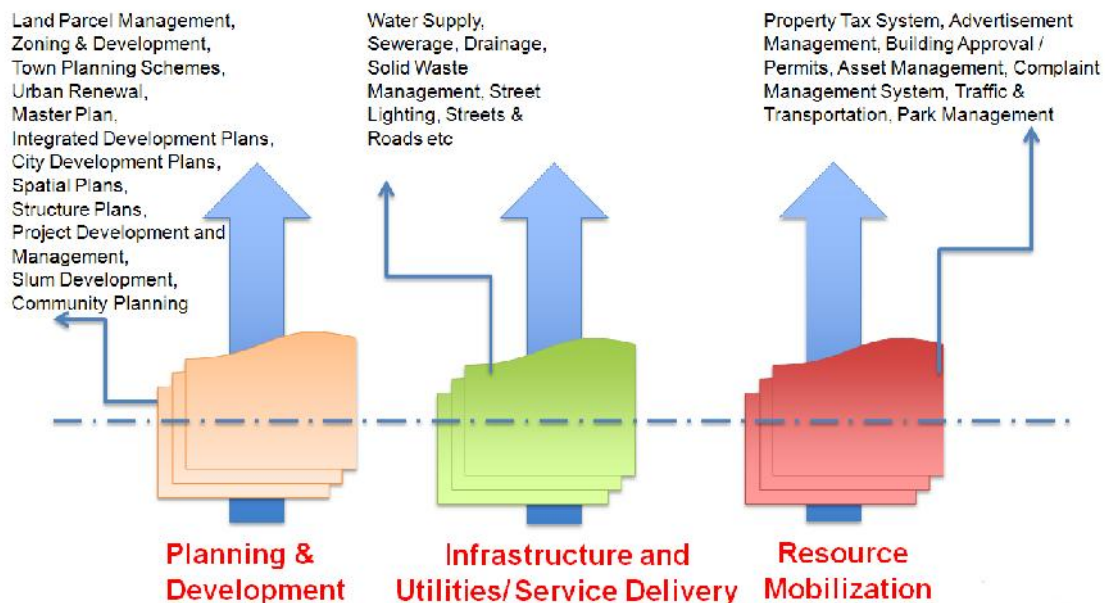 Land Parcel Management,
Zoning & Development,
Town Planning Schemes,
Urban Renewal,
Master Plan,
Integrated Development Plans,
City Development Plans,
Spatial Plans,
Structure Plans,
Project Development and
Management,
Slum Development,
Community Planning
Water Supply,
Sewerage, Drainage,
Solid Waste
Management, Street
Lighting, Streets &
Roads etc
Property Tax System, Advertisement
Management, Building Approval /
Permits, Asset Management, Complaint
Management System, Traffic &
Transportation, Park Management
Planning &
Development
Infrastructure and
Utilities/ Service Delivery
Resource
Mobilization